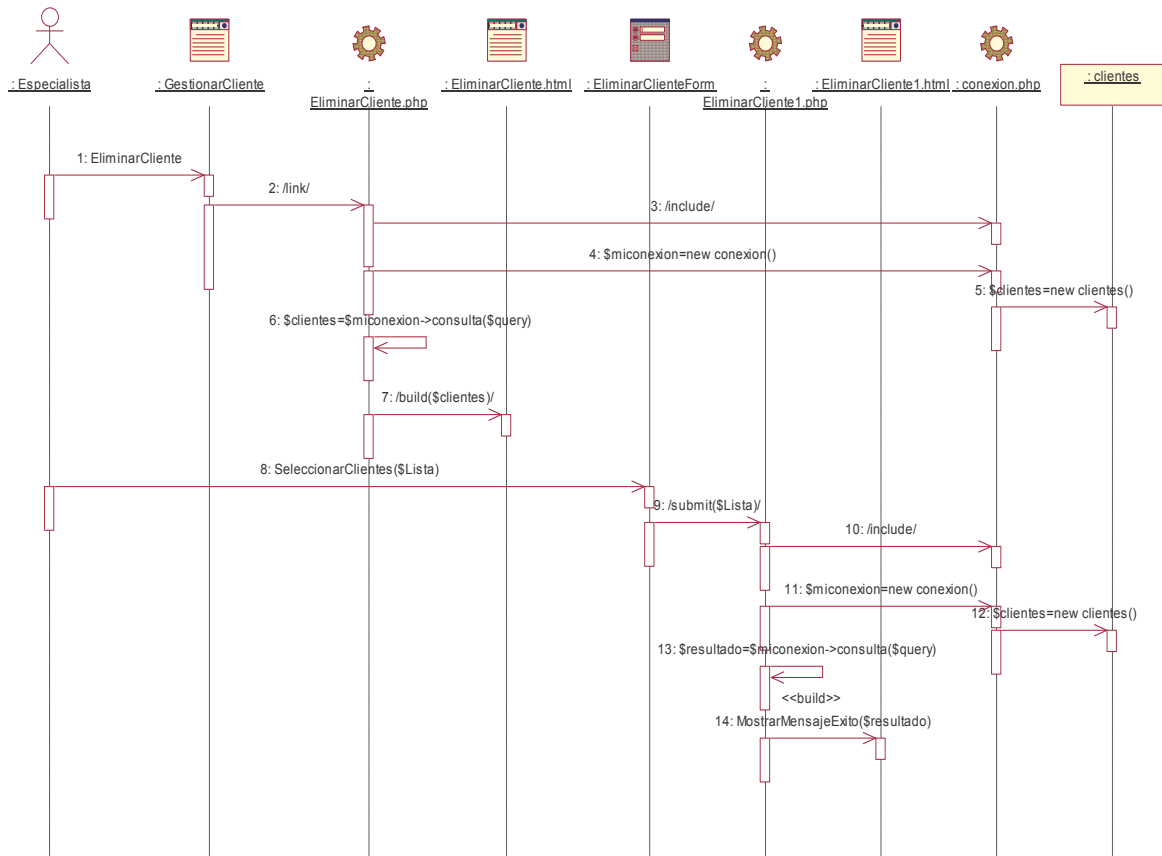 : Especialista
: GestionarCliente
:
EliminarCliente.php
: EliminarCliente.html
: EliminarClienteForm
:
EliminarCliente1.php
: EliminarCliente1.html
: conexion.php
: clientes
1: EliminarCliente
2: /link/
3: /include/
4: $miconexion=new conexion()
5: $clientes=new clientes()
6: $clientes=$miconexion->consulta($query)
7: /build($clientes)/
8: SeleccionarClientes($Lista)
9: /submit($Lista)/
10: /include/
11: $miconexion=new conexion()
12: $clientes=new clientes()
13: $resultado=$miconexion->consulta($query)
<<build>>
14: MostrarMensajeExito($resultado)